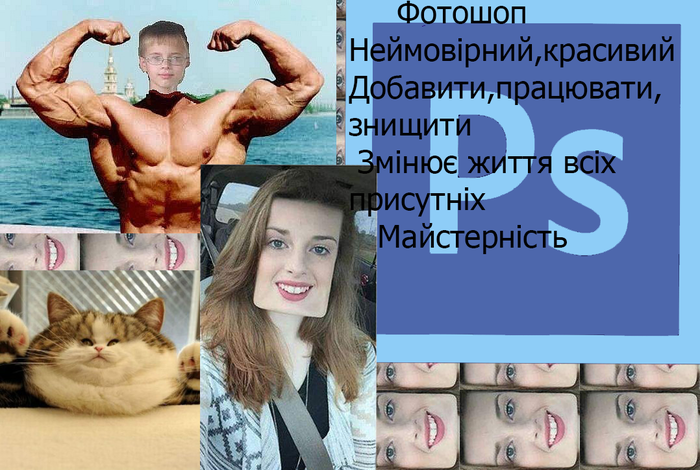 Фотошоп
Неймовірний,красивий
Добавити,працювати,
знищити
Змінює життя всіх
присутніх
Майстерність
Ps